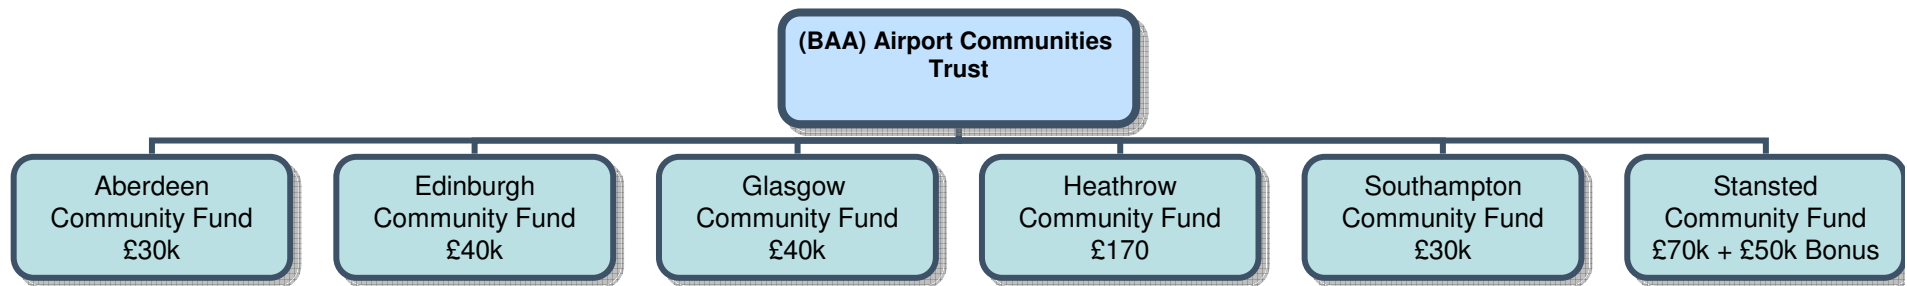 (BAA) Airport Communities
Trust
Aberdeen
Community Fund
£30k
Edinburgh
Community Fund
£40k
Glasgow
Community Fund
£40k
Heathrow
Community Fund
£170
Southampton
Community Fund
£30k
Stansted
Community Fund
£70k + £50k Bonus